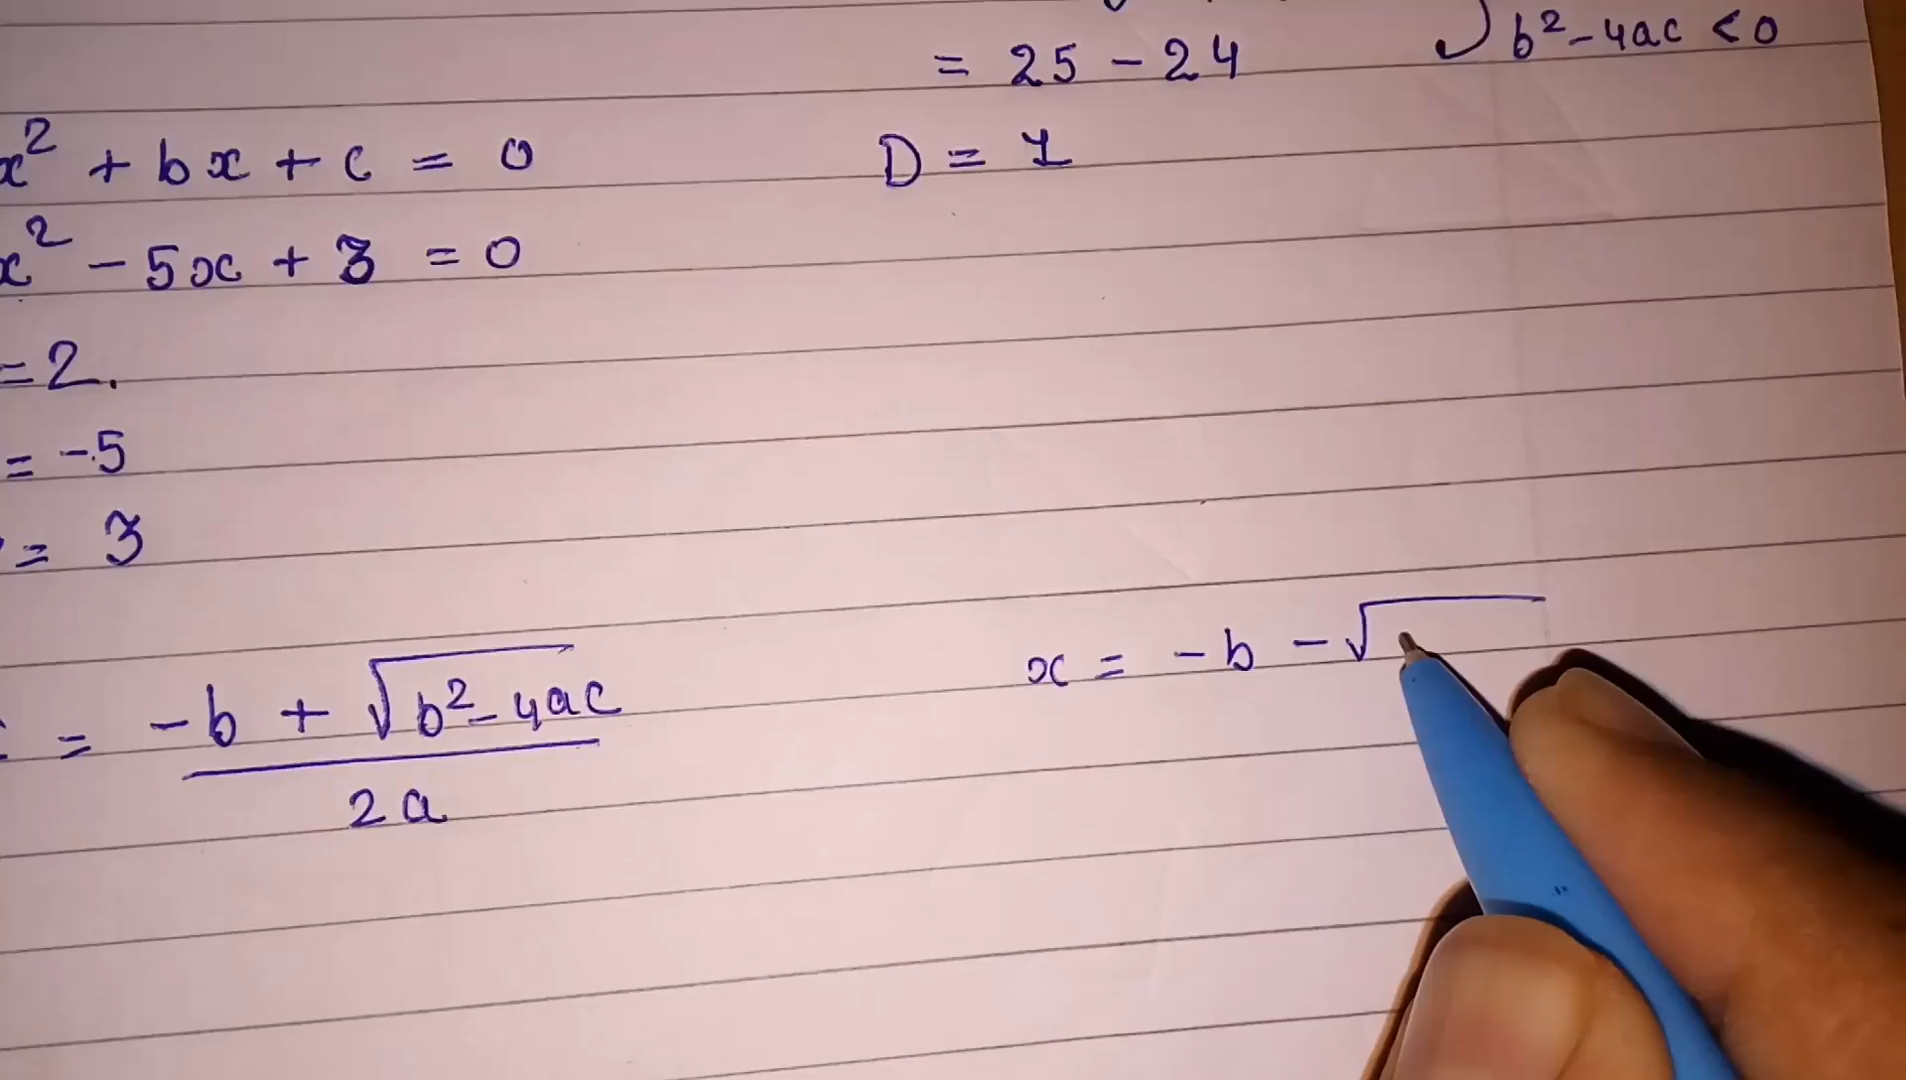 = 25 - 24
√b² - 4ac < 0
x² + bx + c = 0
D = 1
x² - 5x + 3 = 0
= 2.
= -5
= 3
= -b + √b² - 4ac
2a
x = -b - √